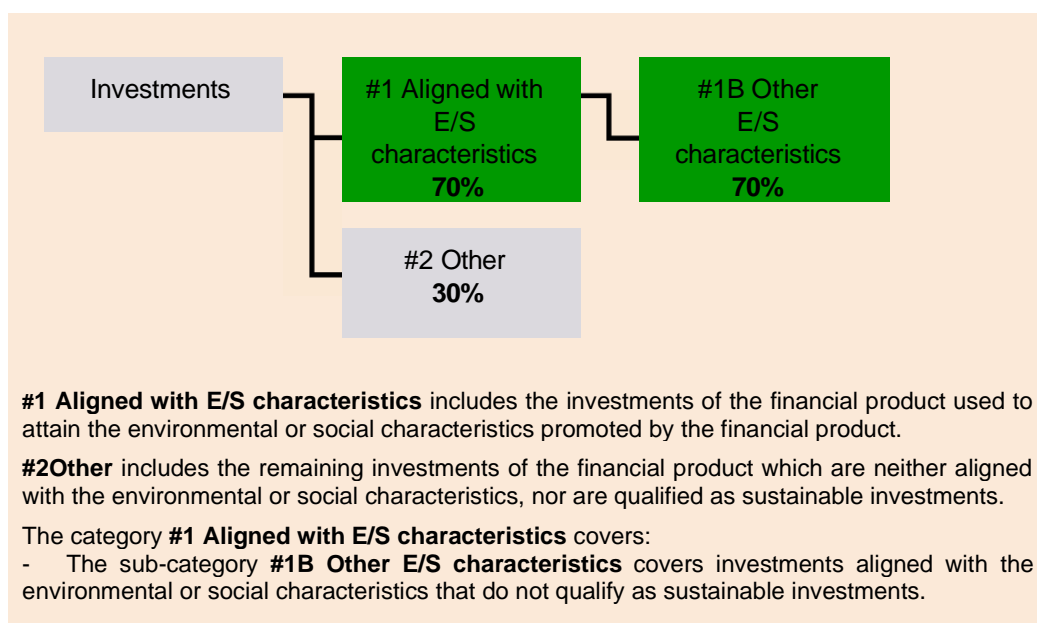 Investments
#1 Aligned with
E/S
characteristics
70%
#1B Other
E/S
characteristics
70%
#2 Other
30%
#1 Aligned with E/S characteristics includes the investments of the financial product used to
attain the environmental or social characteristics promoted by the financial product.
#2Other includes the remaining investments of the financial product which are neither aligned
with the environmental or social characteristics, nor are qualified as sustainable investments.
The category #1 Aligned with E/S characteristics covers:
- The sub-category #1B Other E/S characteristics covers investments aligned with the
environmental or social characteristics that do not qualify as sustainable investments.